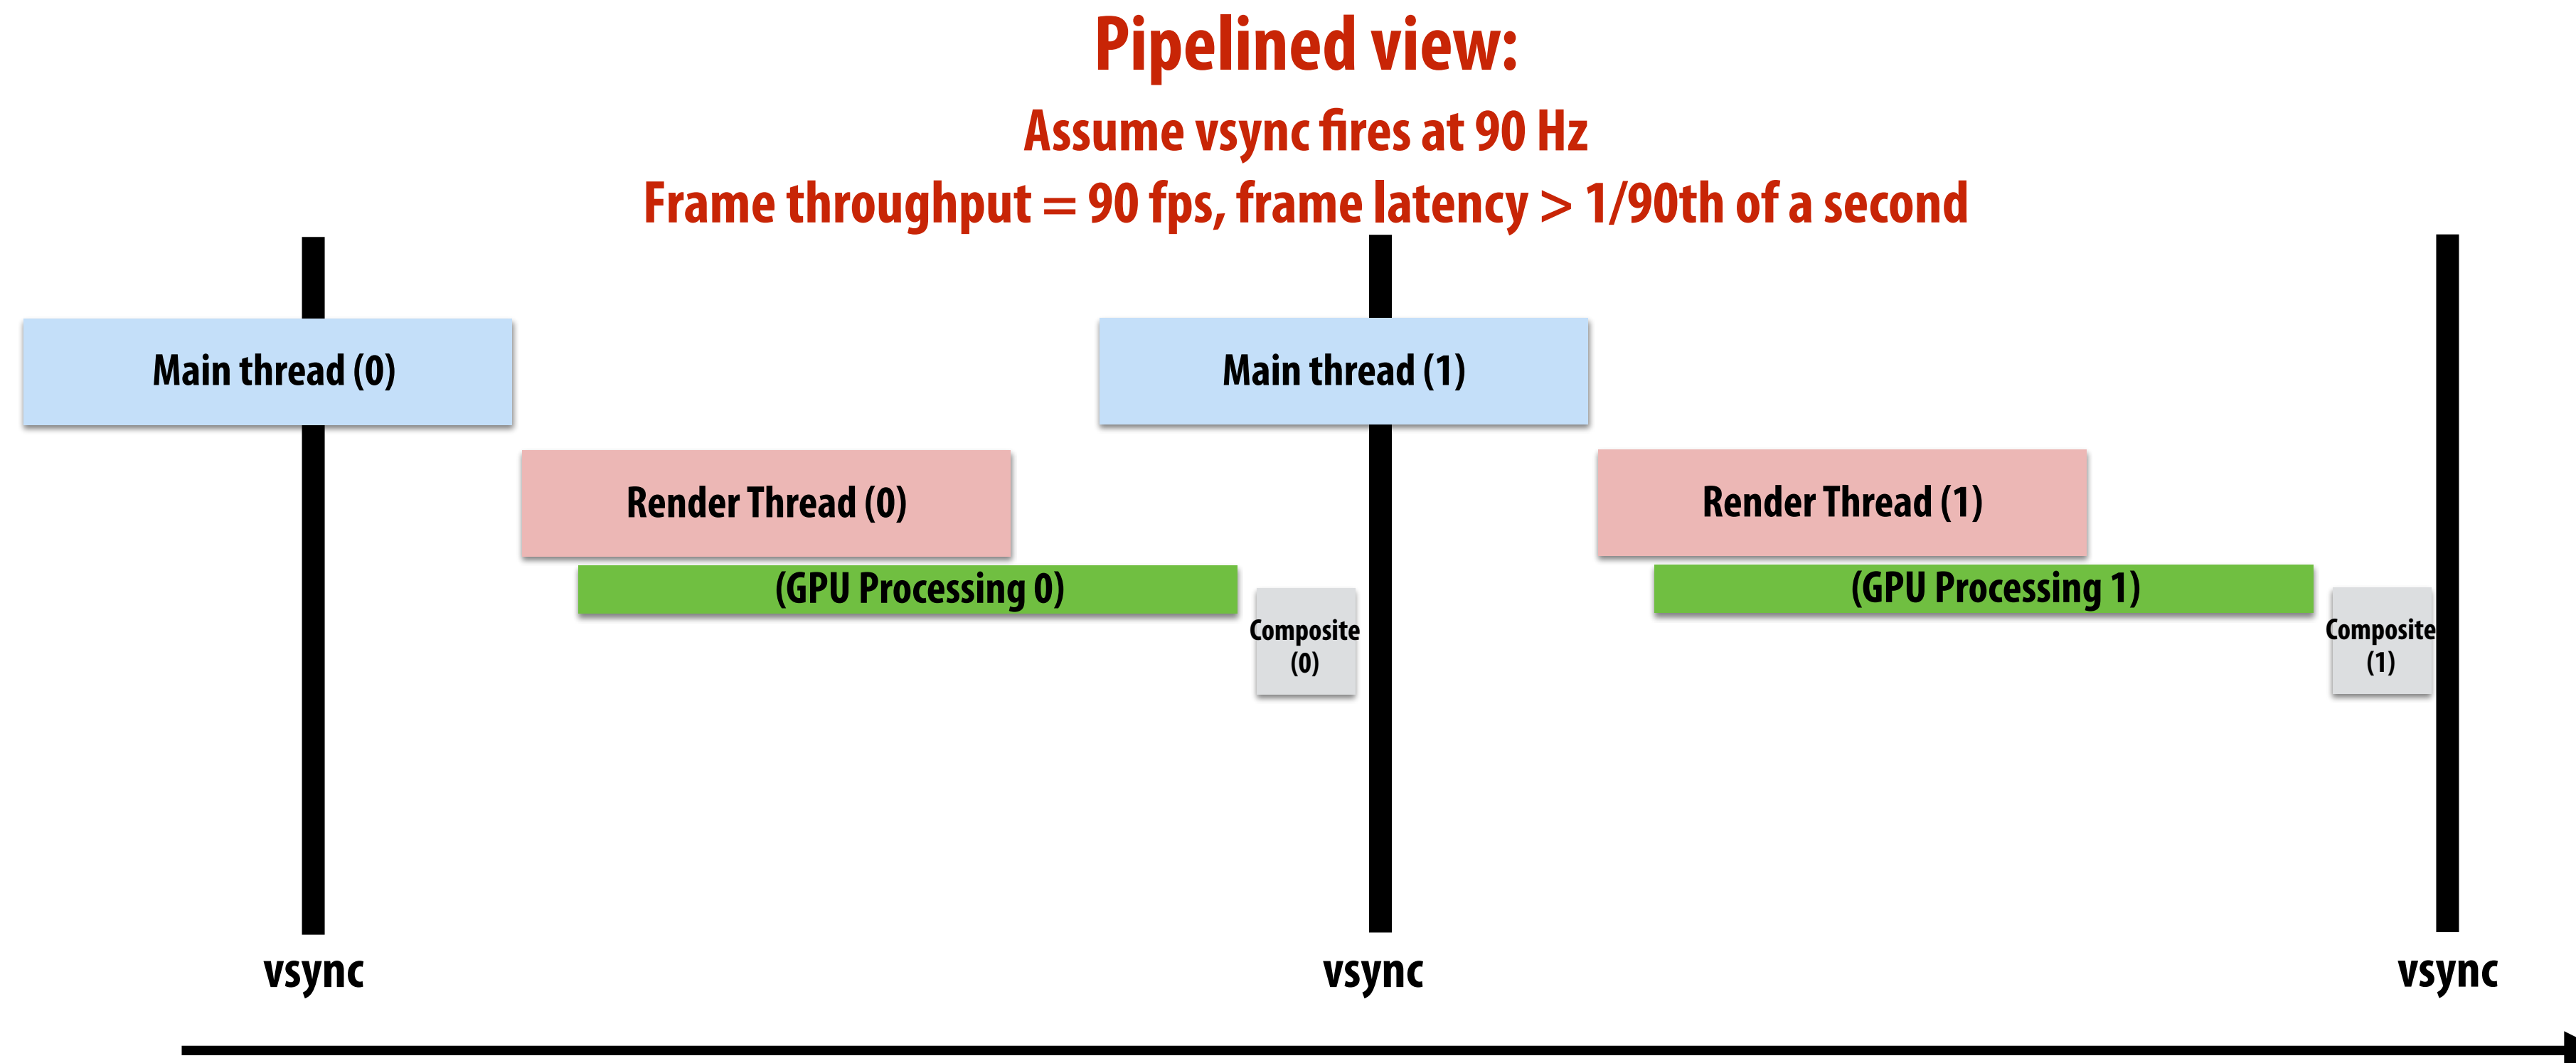 Pipelined view:
Assume vsync fires at 90 Hz
Frame throughput = 90 fps, frame latency > 1/90th of a second
Main thread (0)
Main thread (1)
Render Thread (0)
Render Thread (1)
(GPU Processing 0)
(GPU Processing 1)
Composite
(0)
Composite
(1)
vsync
vsync
vsync